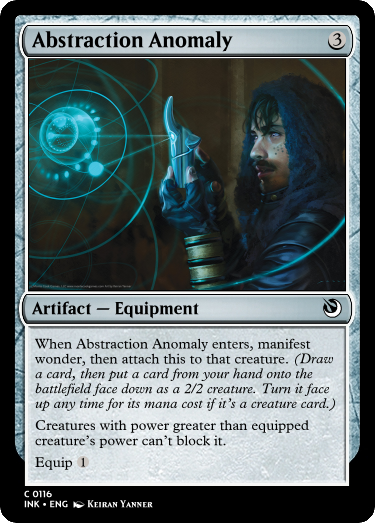 Abstraction Anomaly 3
Artifact — Equipment
When Abstraction Anomaly enters, manifest
wonder, then attach this to that creature. (Draw
a card, then put a card from your hand onto the
battlefield face down as a 2/2 creature. Turn it face
up any time for its mana cost if it's a creature card.)
Creatures with power greater than equipped
creature's power can't block it.
Equip 1
C 0116
INK • ENG Keiran Yanner